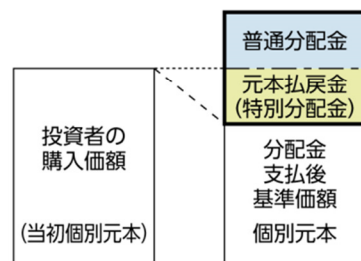 普通分配金
元本払戻金
(特別分配金)
投資者の
購入価額
(当初個別元本)
分配金
支払後
基準価額
個別元本